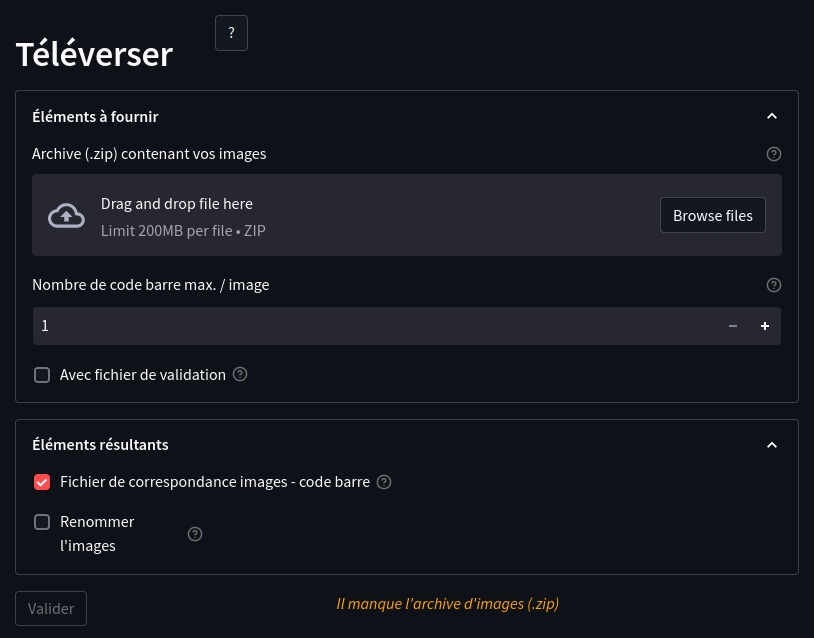 Téléverser
?
Éléments à fournir
Archive (.zip) contenant vos images
Drag and drop file here
Limit 200MB per file • ZIP
Browse files
Nombre de code barre max. / image
1
Avec fichier de validation
Éléments résultants
Fichier de correspondance images - code barre
Renommer
l'images
Valider
Il manque l'archive d'images (.zip)